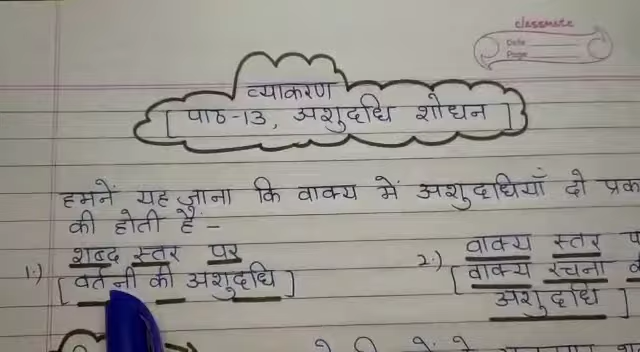 classmate
Date
Page
व्याकरण
[ पाठ-13, अशुद्धि शोधन ]
हमनें यह जाना कि वाक्य में अशुद्धियाँ दो प्रक
की होती हैं -
1.) शब्द स्तर पर
[ वर्तनी की अशुद्धि ]
2.) वाक्य स्तर प
[ वाक्य रचना क
अशुद्धि ]